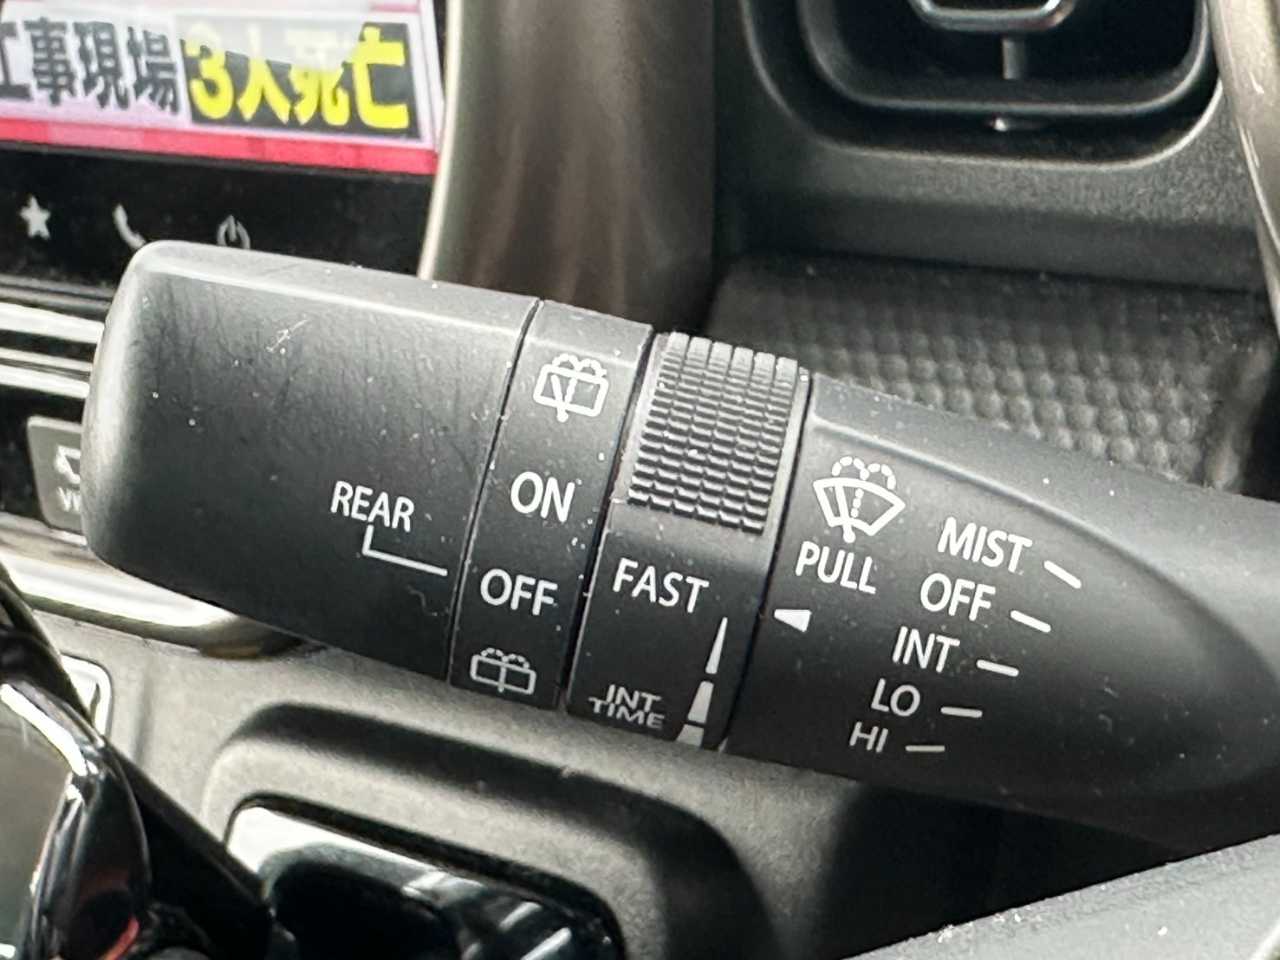 工事現場 3人死亡
REAR
ON
OFF
FAST
INT
TIME
PULL
MIST
OFF
INT
LO
HI